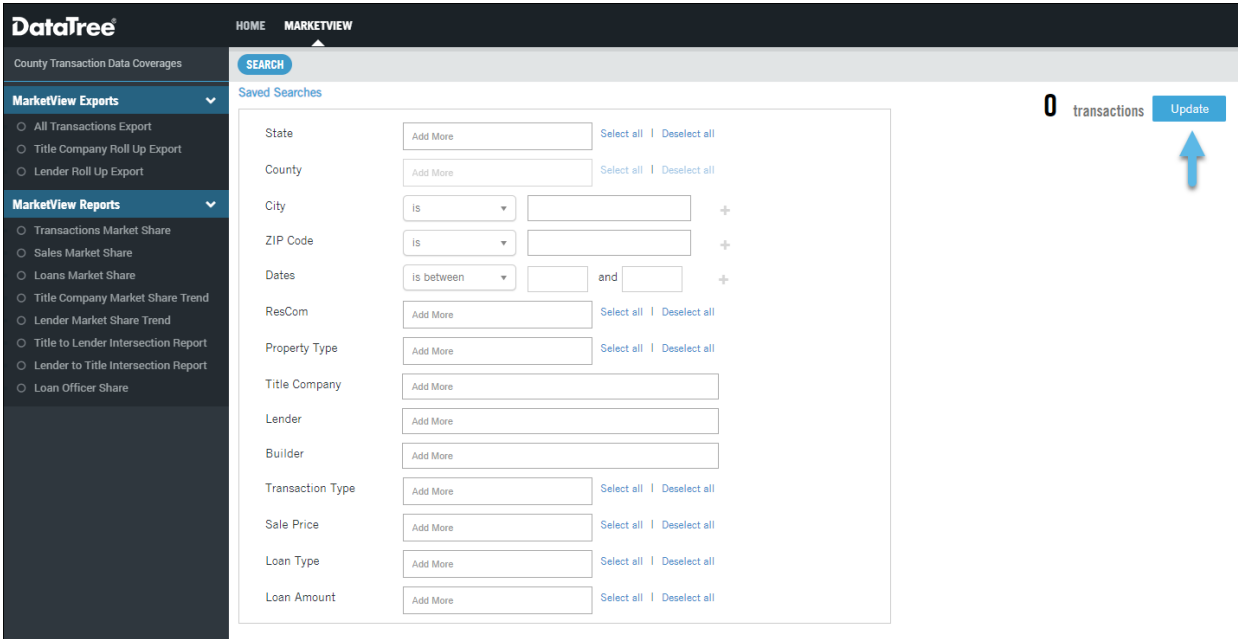 DataTree®
HOME MARKETVIEW
County Transaction Data Coverages
MarketView Exports
All Transactions Export
Title Company Roll Up Export
Lender Roll Up Export
MarketView Reports
Transactions Market Share
Sales Market Share
Loans Market Share
Title Company Market Share Trend
Lender Market Share Trend
Title to Lender Intersection Report
Lender to Title Intersection Report
Loan Officer Share
SEARCH
Saved Searches
0 transactions Update
State Add More Select all | Deselect all
County Add More Select all | Deselect all
City is +
ZIP Code is +
Dates is between and +
ResCom Add More Select all | Deselect all
Property Type Add More Select all | Deselect all
Title Company Add More
Lender Add More
Builder Add More
Transaction Type Add More Select all | Deselect all
Sale Price Add More Select all | Deselect all
Loan Type Add More Select all | Deselect all
Loan Amount Add More Select all | Deselect all